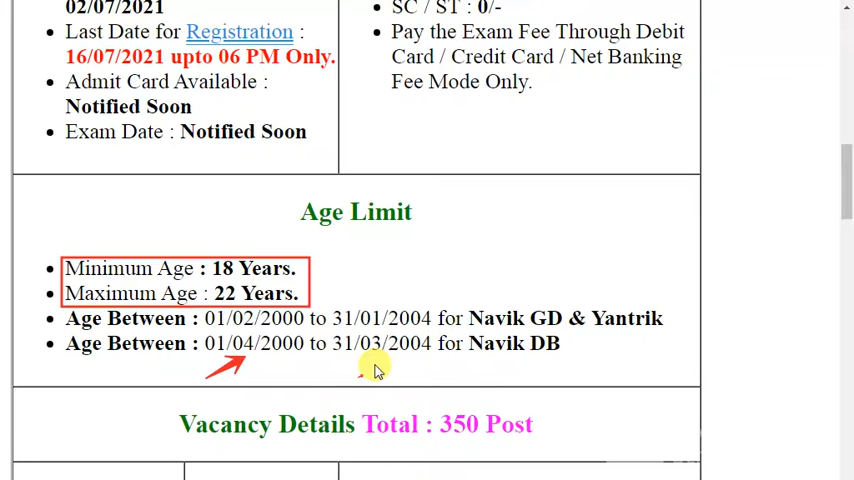 02/07/2021
Last Date for Registration :
16/07/2021 upto 06 PM Only.
Admit Card Available :
Notified Soon
Exam Date : Notified Soon
SC / ST : 0/-
Pay the Exam Fee Through Debit
Card / Credit Card / Net Banking
Fee Mode Only.
Age Limit
Minimum Age : 18 Years.
Maximum Age : 22 Years.
Age Between : 01/02/2000 to 31/01/2004 for Navik GD & Yantrik
Age Between : 01/04/2000 to 31/03/2004 for Navik DB
Vacancy Details Total : 350 Post